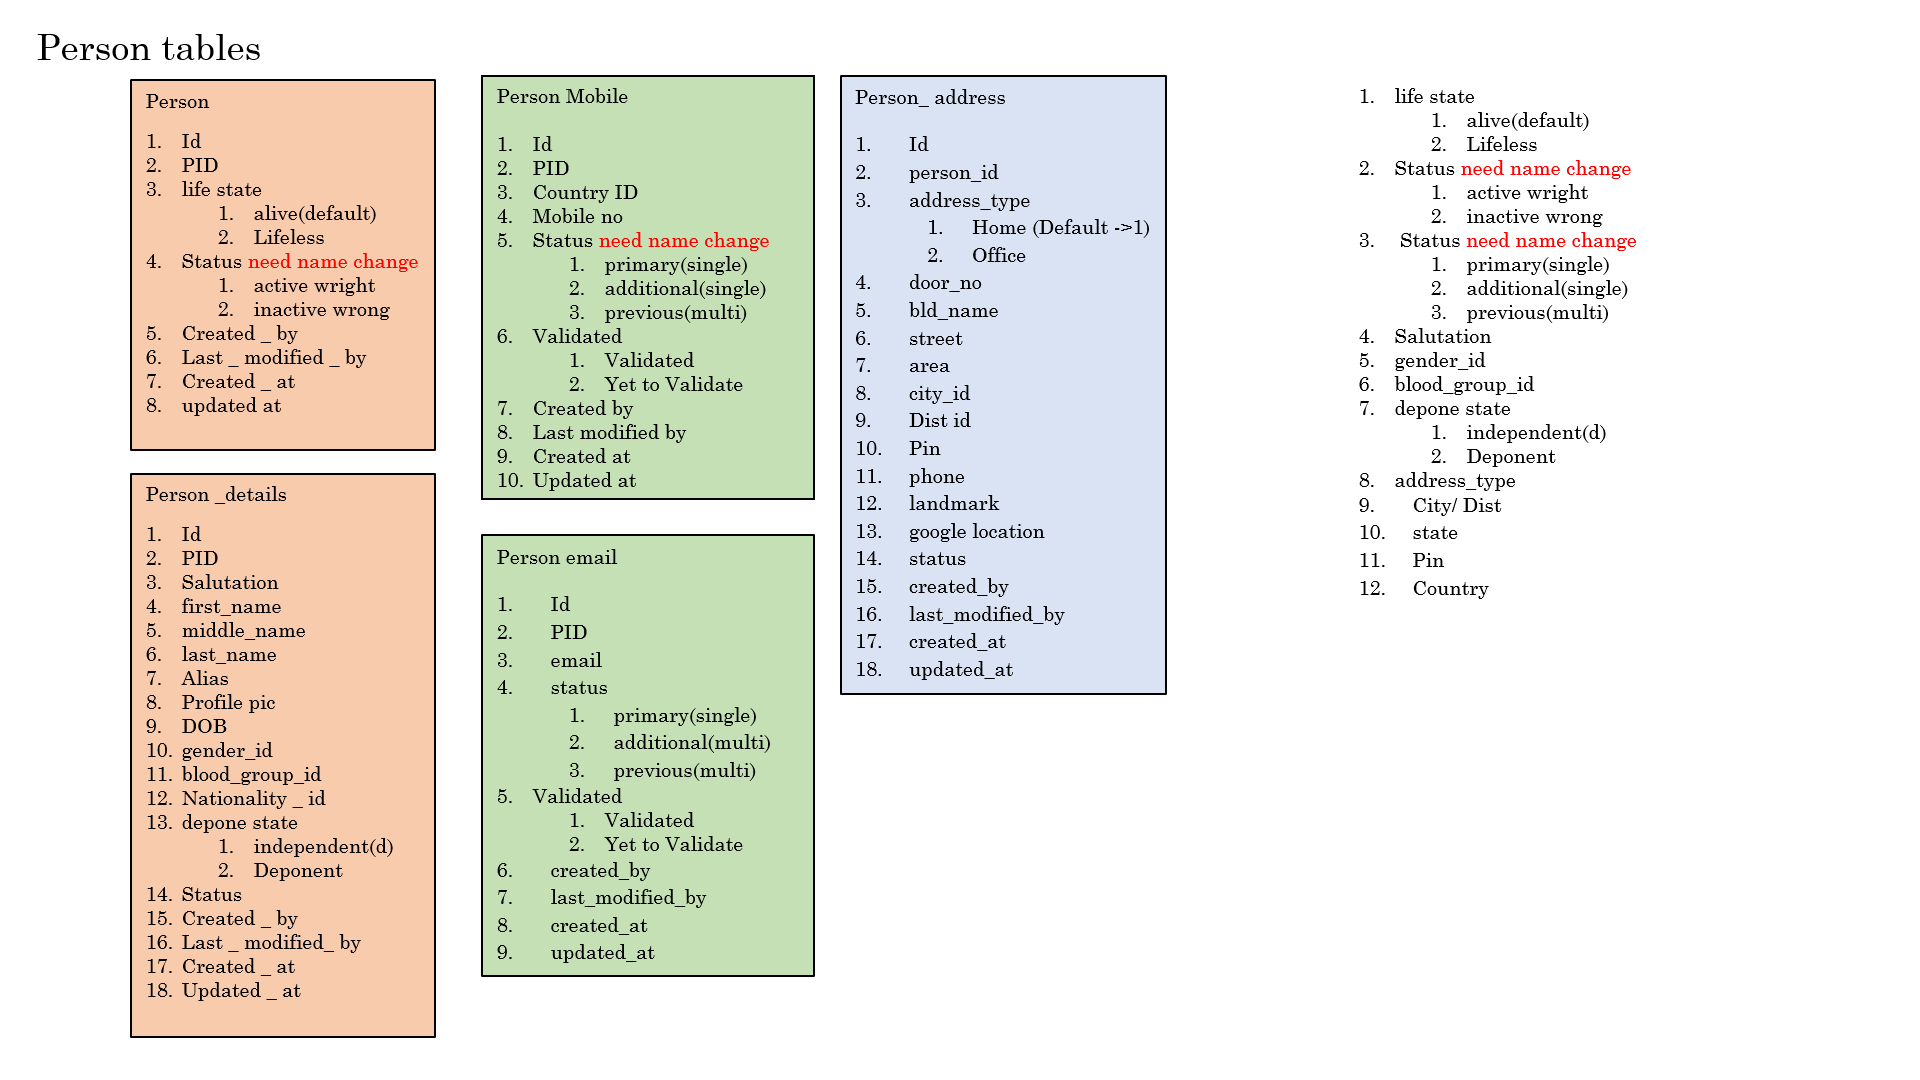 Person tables
Person
1. Id
2. PID
3. life state
1. alive(default)
2. Lifeless
4. Status need name change
1. active wright
2. inactive wrong
5. Created _ by
6. Last _ modified _ by
7. Created _ at
8. updated at
Person _details
1. Id
2. PID
3. Salutation
4. first_name
5. middle_name
6. last_name
7. Alias
8. Profile pic
9. DOB
10. gender_id
11. blood_group_id
12. Nationality _ id
13. depone state
1. independent(d)
2. Deponent
14. Status
15. Created _ by
16. Last _ modified_ by
17. Created _ at
18. Updated _ at
Person Mobile
1. Id
2. PID
3. Country ID
4. Mobile no
5. Status need name change
1. primary(single)
2. additional(single)
3. previous(multi)
6. Validated
1. Validated
2. Yet to Validate
7. Created by
8. Last modified by
9. Created at
10. Updated at
Person email
1. Id
2. PID
3. email
4. status
1. primary(single)
2. additional(multi)
3. previous(multi)
5. Validated
1. Validated
2. Yet to Validate
6. created_by
7. last_modified_by
8. created_at
9. updated_at
Person_ address
1. Id
2. person_id
3. address_type
1. Home (Default ->1)
2. Office
4. door_no
5. bld_name
6. street
7. area
8. city_id
9. Dist id
10. Pin
11. phone
12. landmark
13. google location
14. status
15. created_by
16. last_modified_by
17. created_at
18. updated_at
1. life state
1. alive(default)
2. Lifeless
2. Status need name change
1. active wright
2. inactive wrong
3. Status need name change
1. primary(single)
2. additional(single)
3. previous(multi)
4. Salutation
5. gender_id
6. blood_group_id
7. depone state
1. independent(d)
2. Deponent
8. address_type
9. City/ Dist
10. state
11. Pin
12. Country